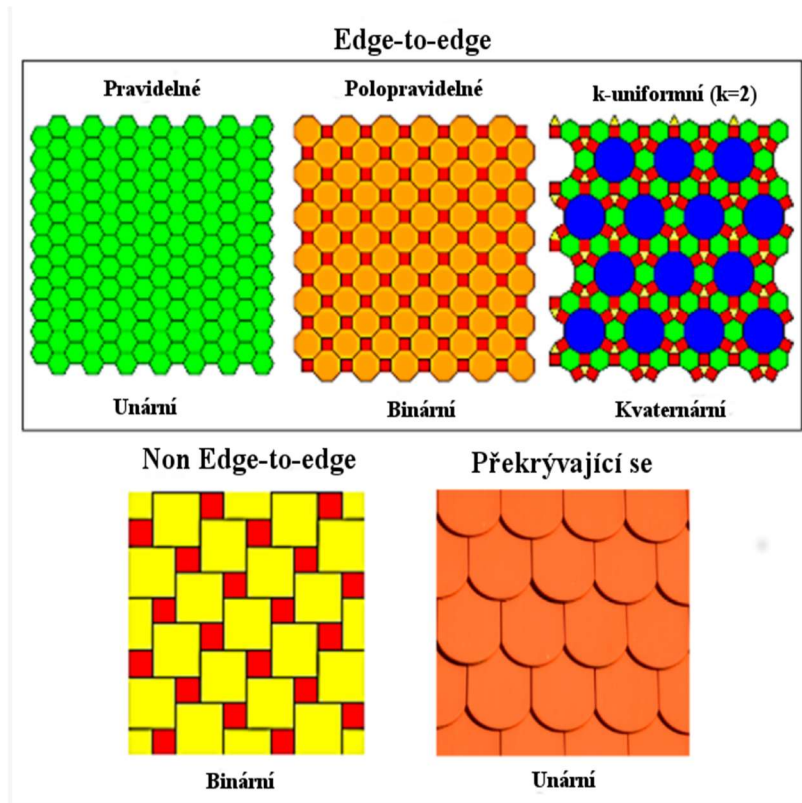 Edge-to-edge
Pravidelné
Polopravidelné
k-uniformní (k=2)
Unární
Binární
Kvaternární
Non Edge-to-edge
Překrývající se
Binární
Unární